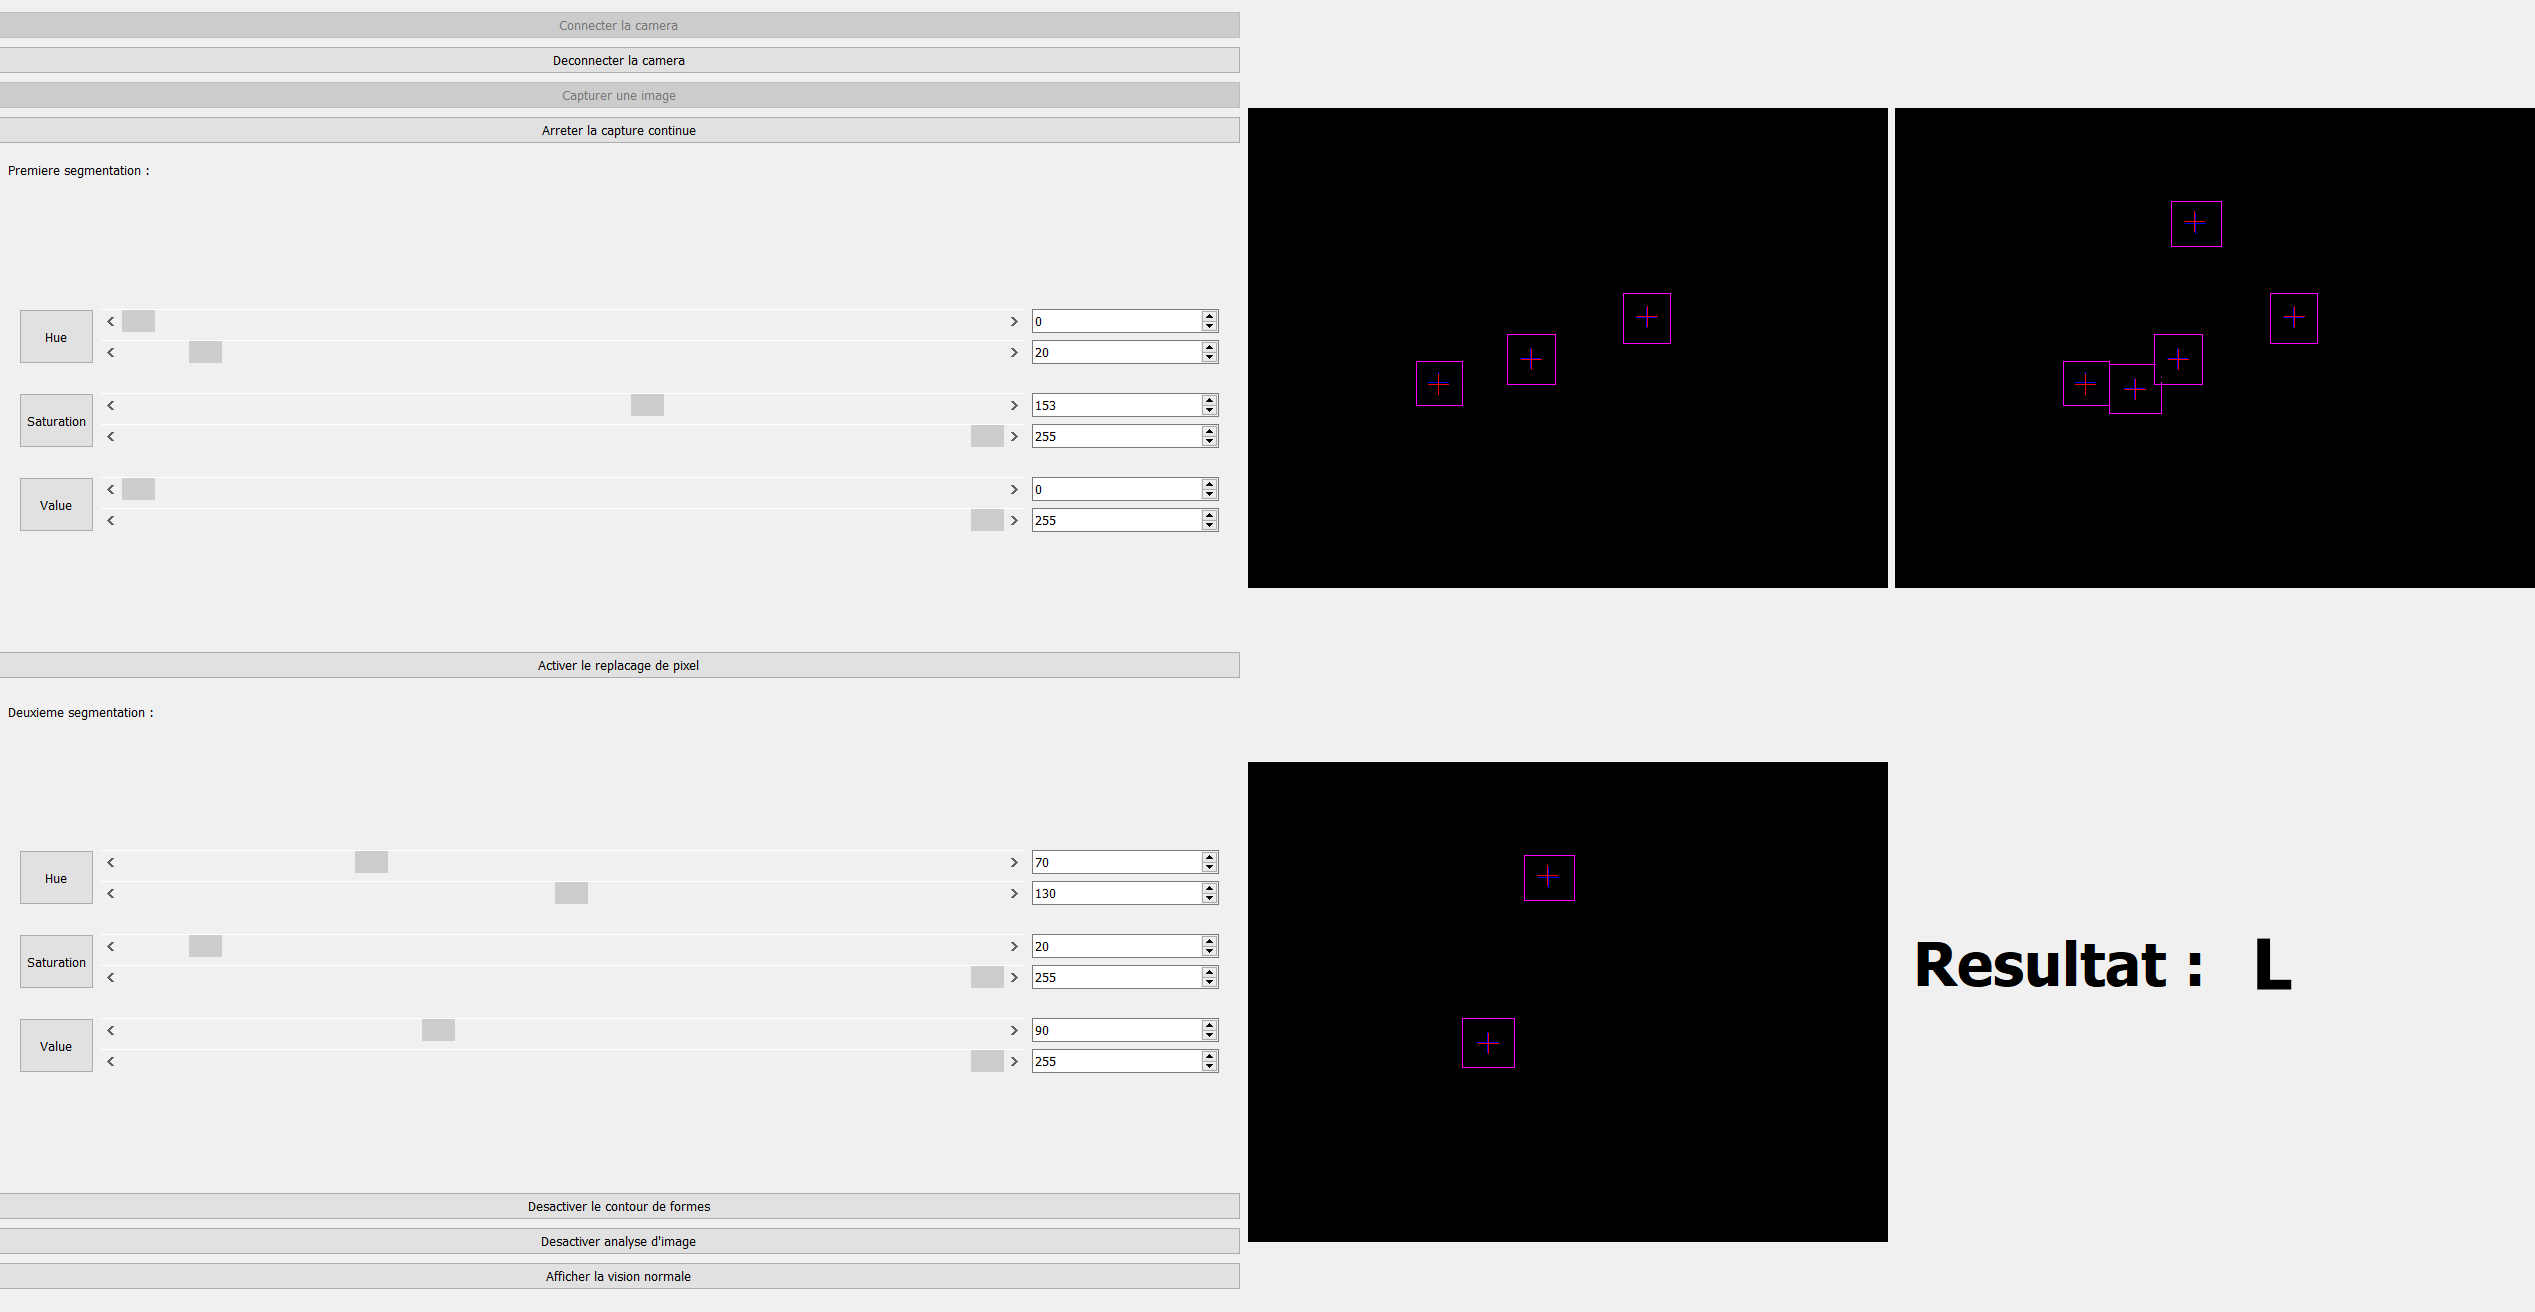 Connecter la camera
Deconnecter la camera
Capturer une image
Arreter la capture continue
Premiere segmentation :
Hue
0
20
Saturation
153
255
Value
0
255
Activer le replacage de pixel
Deuxieme segmentation :
Hue
70
130
Saturation
20
255
Value
90
255
Resultat : L
Desactiver le contour de formes
Desactiver analyse d'image
Afficher la vision normale